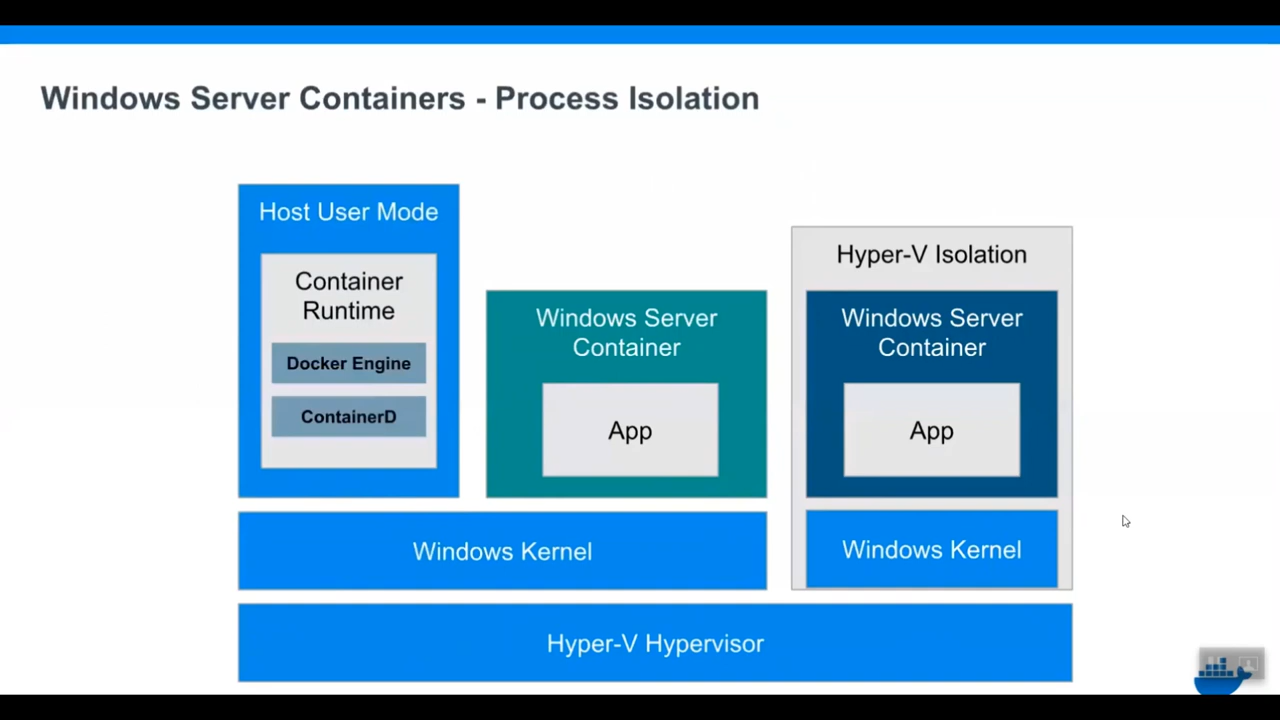 Windows Server Containers - Process Isolation
Host User Mode
Container
Runtime
Docker Engine
ContainerD
Windows Server
Container
App
Hyper-V Isolation
Windows Server
Container
App
Windows Kernel
Windows Kernel
Hyper-V Hypervisor